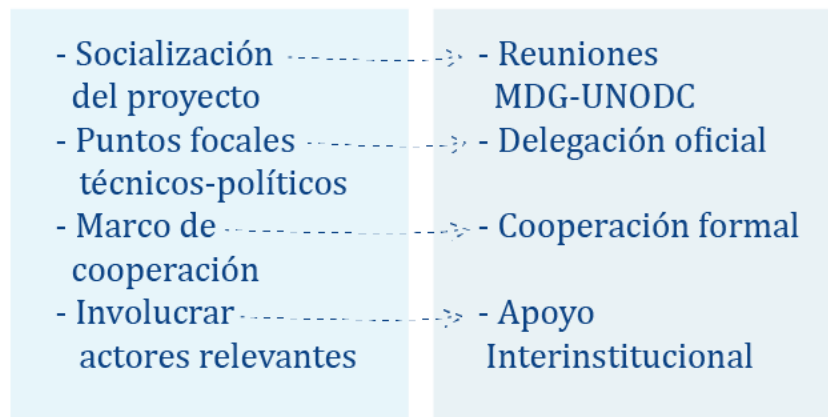 - Socialización
del proyecto
- Puntos focales
técnicos-políticos
- Marco de
cooperación
- Involucrar
actores relevantes
- Reuniones
MDG-UNODC
- Delegación oficial
- Cooperación formal
- Apoyo
Interinstitucional